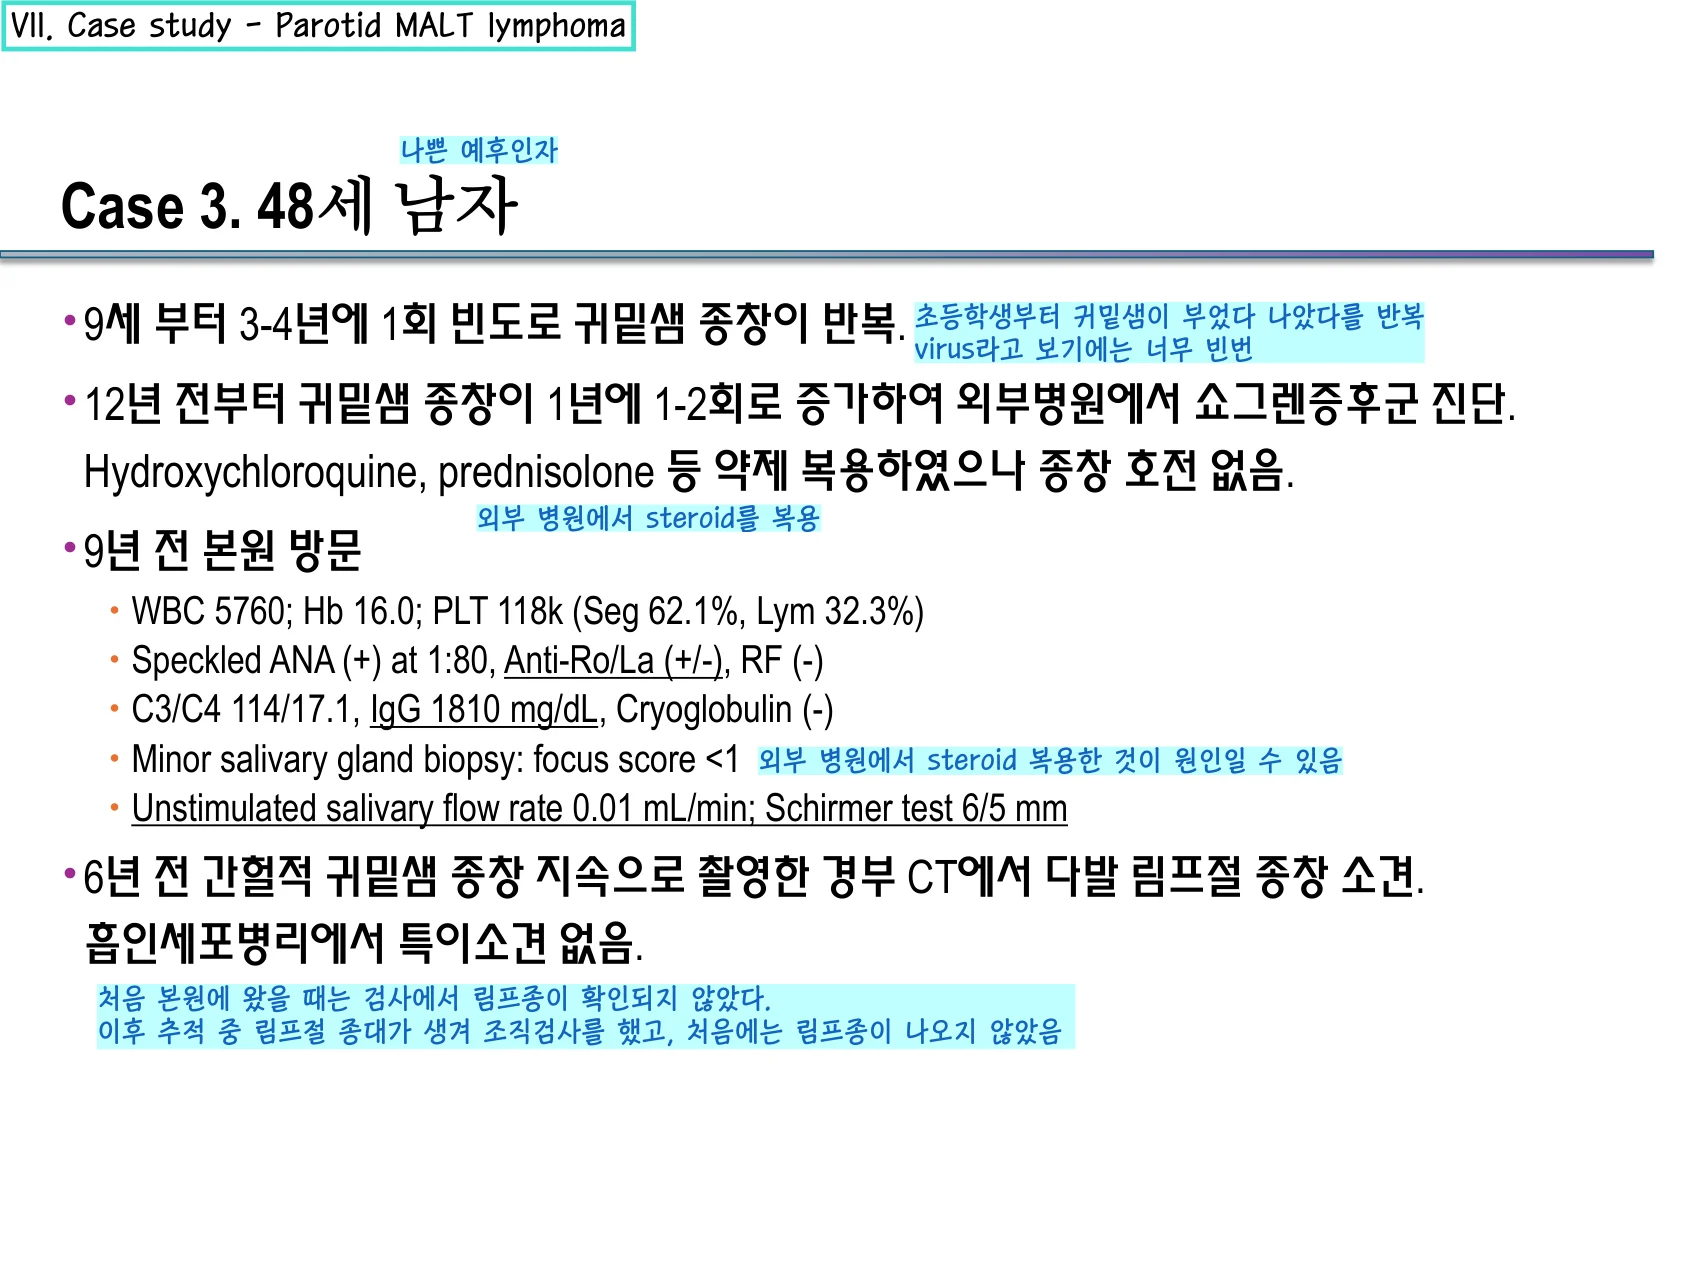 VII. Case study - Parotid MALT lymphoma
나쁜 예후인자
Case 3. 48세 남자
•9세 부터 3-4년에 1회 빈도로 귀밑샘 종창이 반복. 초등학생부터 귀밑샘이 부었다 나았다를 반복
virus라고 보기에는 너무 빈번
•12년 전부터 귀밑샘 종창이 1년에 1-2회로 증가하여 외부병원에서 쇼그렌증후군 진단.
Hydroxychloroquine, prednisolone 등 약제 복용하였으나 종창 호전 없음.
외부 병원에서 steroid를 복용
•9년 전 본원 방문
• WBC 5760; Hb 16.0; PLT 118k (Seg 62.1%, Lym 32.3%)
• Speckled ANA (+) at 1:80, Anti-Ro/La (+/-), RF (-)
• C3/C4 114/17.1, IgG 1810 mg/dL, Cryoglobulin (-)
• Minor salivary gland biopsy: focus score <1 외부 병원에서 steroid 복용한 것이 원인일 수 있음
• Unstimulated salivary flow rate 0.01 mL/min; Schirmer test 6/5 mm
•6년 전 간헐적 귀밑샘 종창 지속으로 촬영한 경부 CT에서 다발 림프절 종창 소견.
흡인세포병리에서 특이소견 없음.
처음 본원에 왔을 때는 검사에서 림프종이 확인되지 않았다.
이후 추적 중 림프절 종대가 생겨 조직검사를 했고, 처음에는 림프종이 나오지 않았음